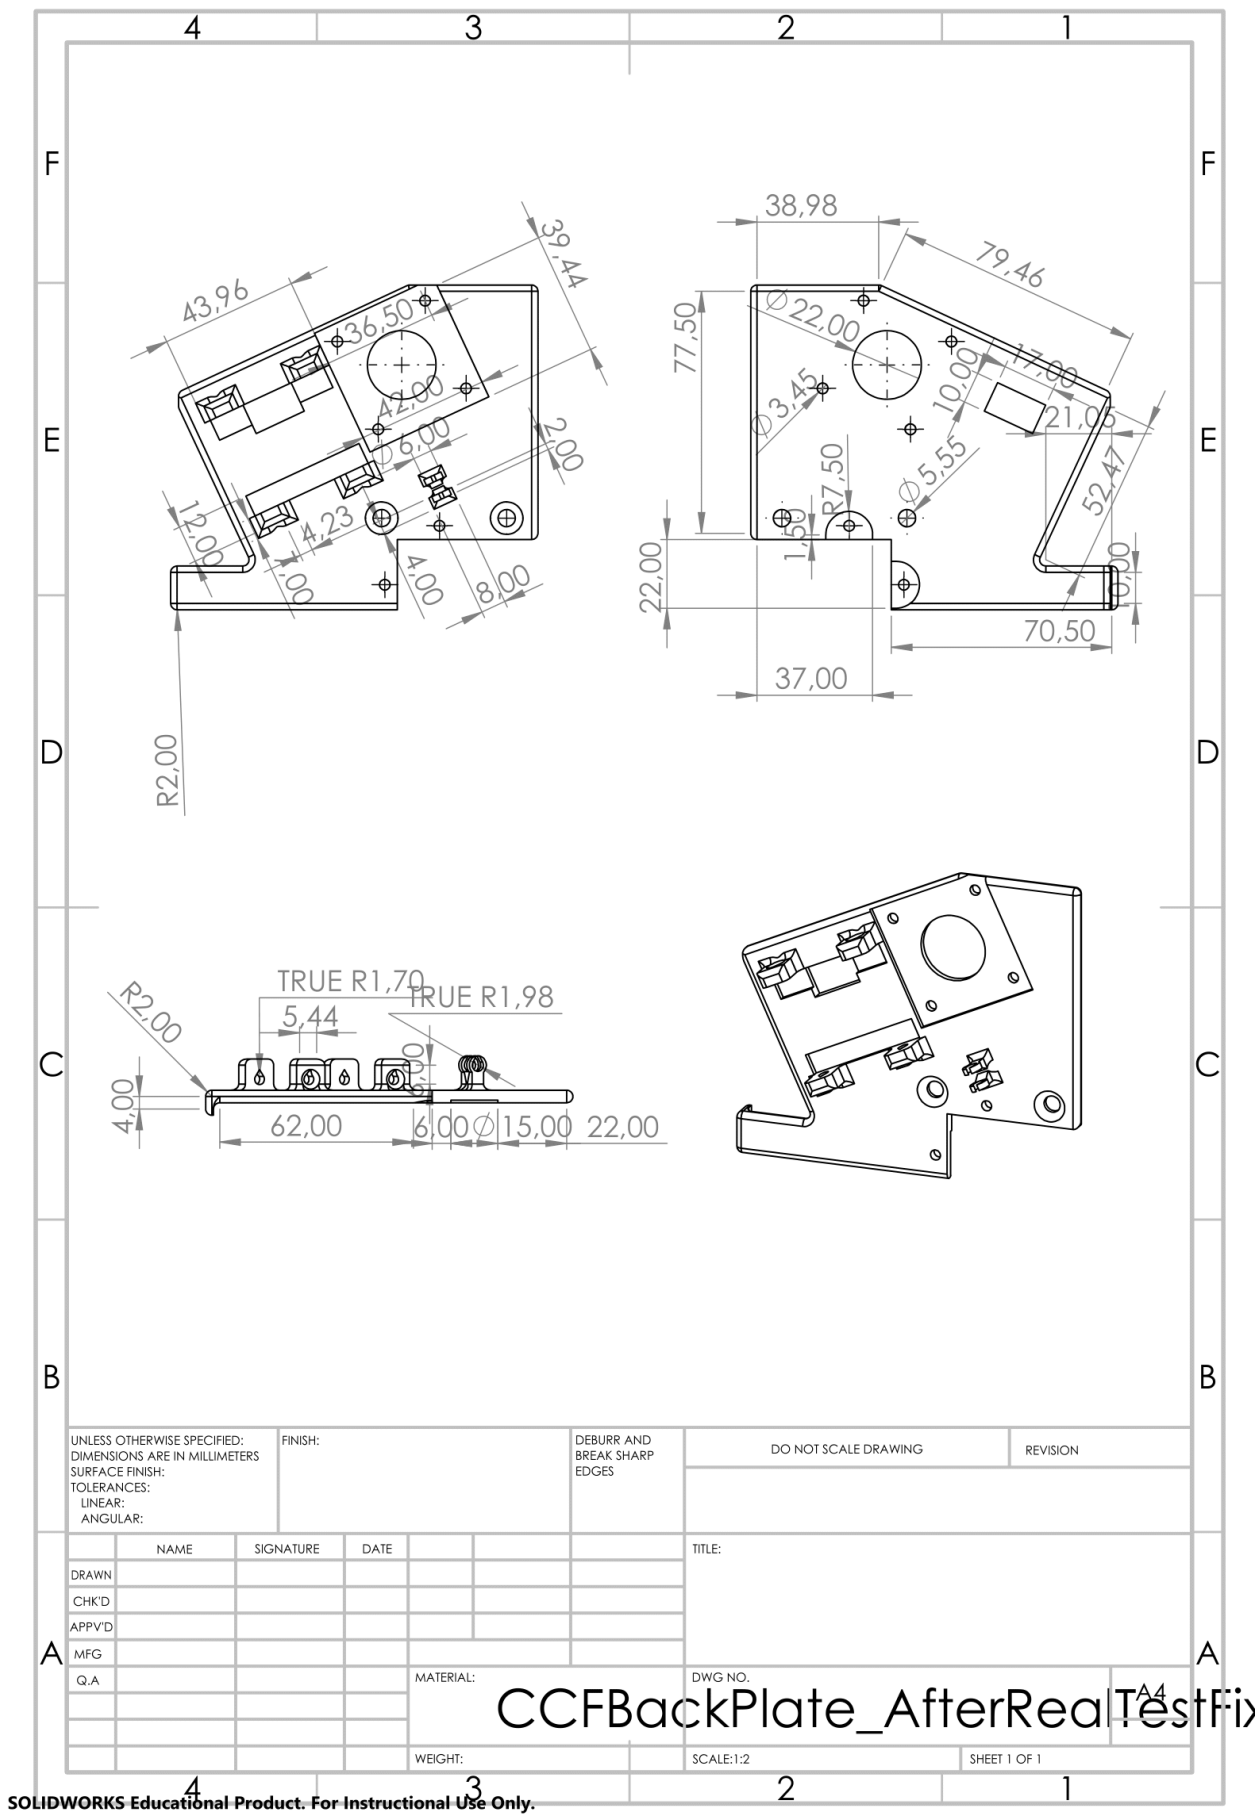 4 3 2 1
F F
38,98
39,44
79,46
43,96
36,50
77,50
⌀22,00
10,00
17,00
⌀3,45
42,00
21,05
E E
⌀6,00
2,00
R7,50
⌀5,55
52,47
12,00
4,23
1,50
4,00
8,00
22,00
70,50
37,00
D D
R2,00
TRUE R1,70
TRUE R1,98
R2,00
5,44
C C
6,00
4,00
62,00 6,00 ⌀15,00 22,00
B B
UNLESS OTHERWISE SPECIFIED:
DIMENSIONS ARE IN MILLIMETERS
SURFACE FINISH:
TOLERANCES:
LINEAR:
ANGULAR:
FINISH:
DEBURR AND
BREAK SHARP
EDGES
DO NOT SCALE DRAWING
REVISION
NAME SIGNATURE DATE
TITLE:
DRAWN
CHK'D
APPV'D
MFG
Q.A
A A
MATERIAL:
DWG NO.
CCFBackPlate_AfterRealTestFix
A4
WEIGHT:
SCALE:1:2
SHEET 1 OF 1
4 3 2 1
SOLIDWORKS Educational Product. For Instructional Use Only.